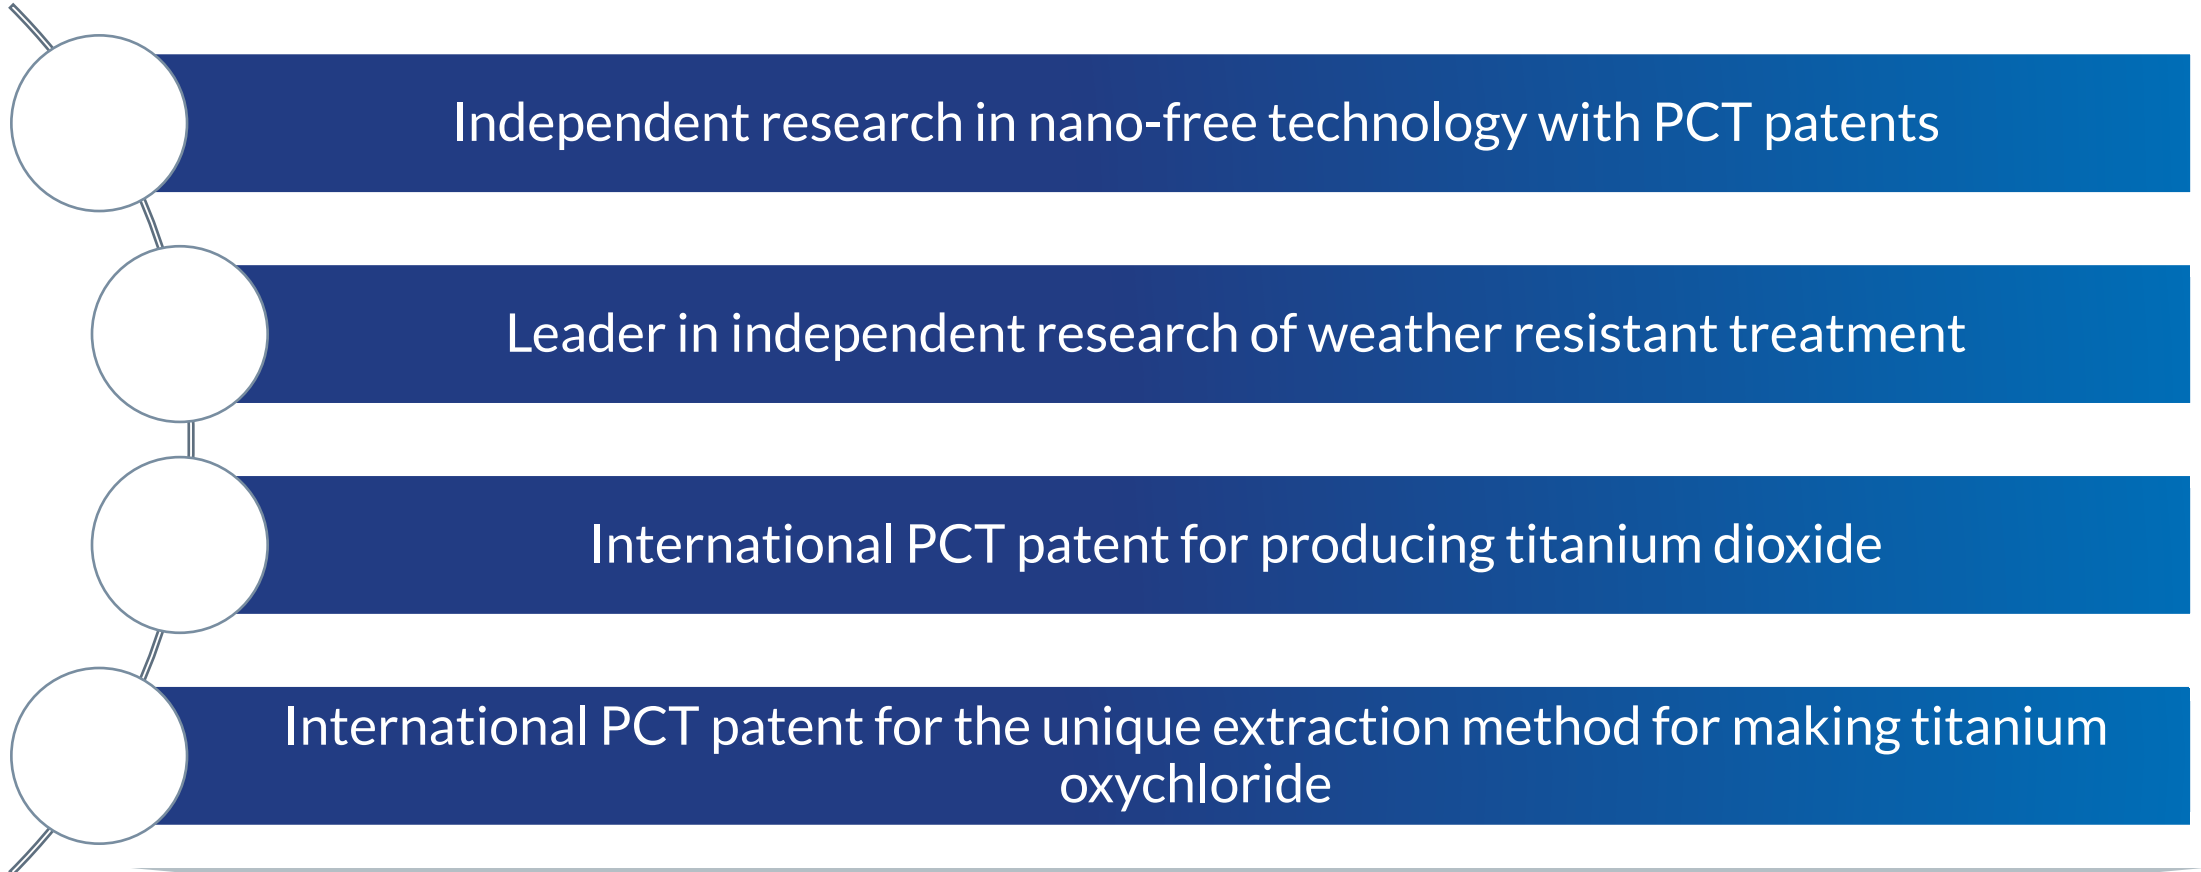 Independent research in nano-free technology with PCT patents
Leader in independent research of weather resistant treatment
International PCT patent for producing titanium dioxide
International PCT patent for the unique extraction method for making titanium
oxychloride